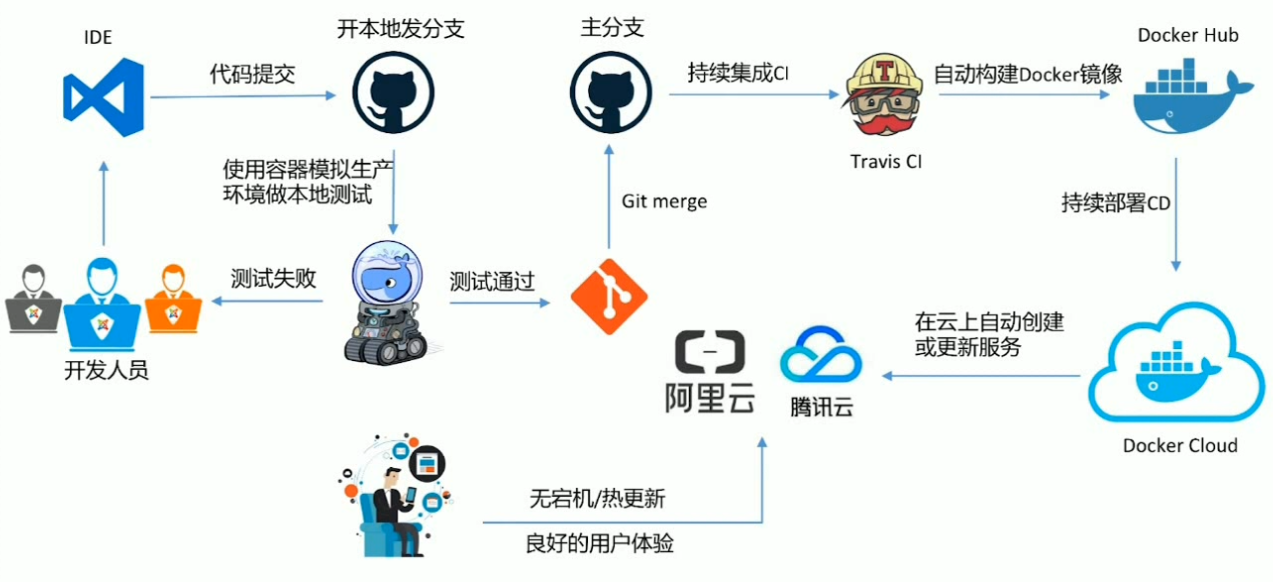 IDE
开本地发分支
主分支
Docker Hub
代码提交
持续集成CI
自动构建Docker镜像
T
Travis CI
使用容器模拟生产
环境做本地测试
Git merge
持续部署CD
测试失败
测试通过
开发人员
在云上自动创建
或更新服务
阿里云
腾讯云
Docker Cloud
无宕机/热更新
良好的用户体验